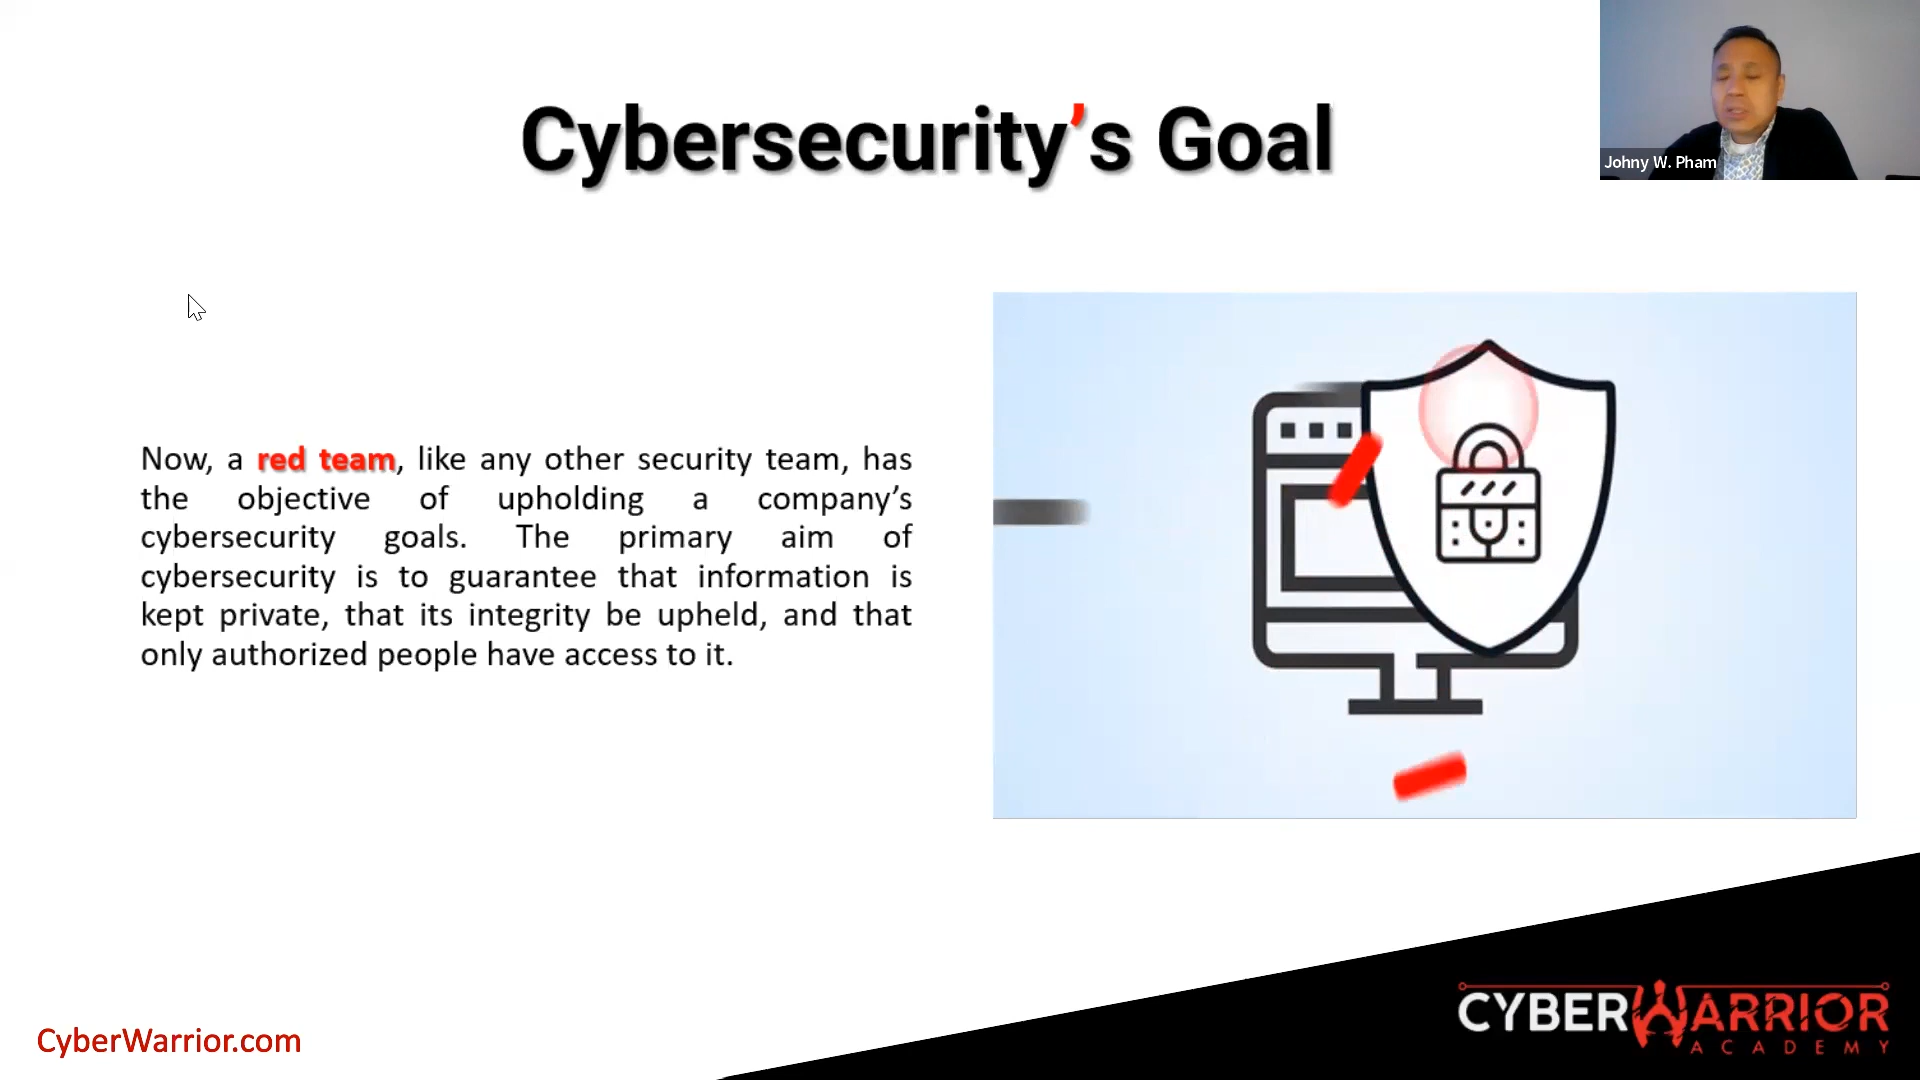 Cybersecurity's Goal
Johny W. Pham
Now, a red team, like any other security team, has
the objective of upholding a company’s
cybersecurity goals. The primary aim of
cybersecurity is to guarantee that information is
kept private, that its integrity be upheld, and that
only authorized people have access to it.
CyberWarrior.com
CYBERWARRIOR
ACADEMY